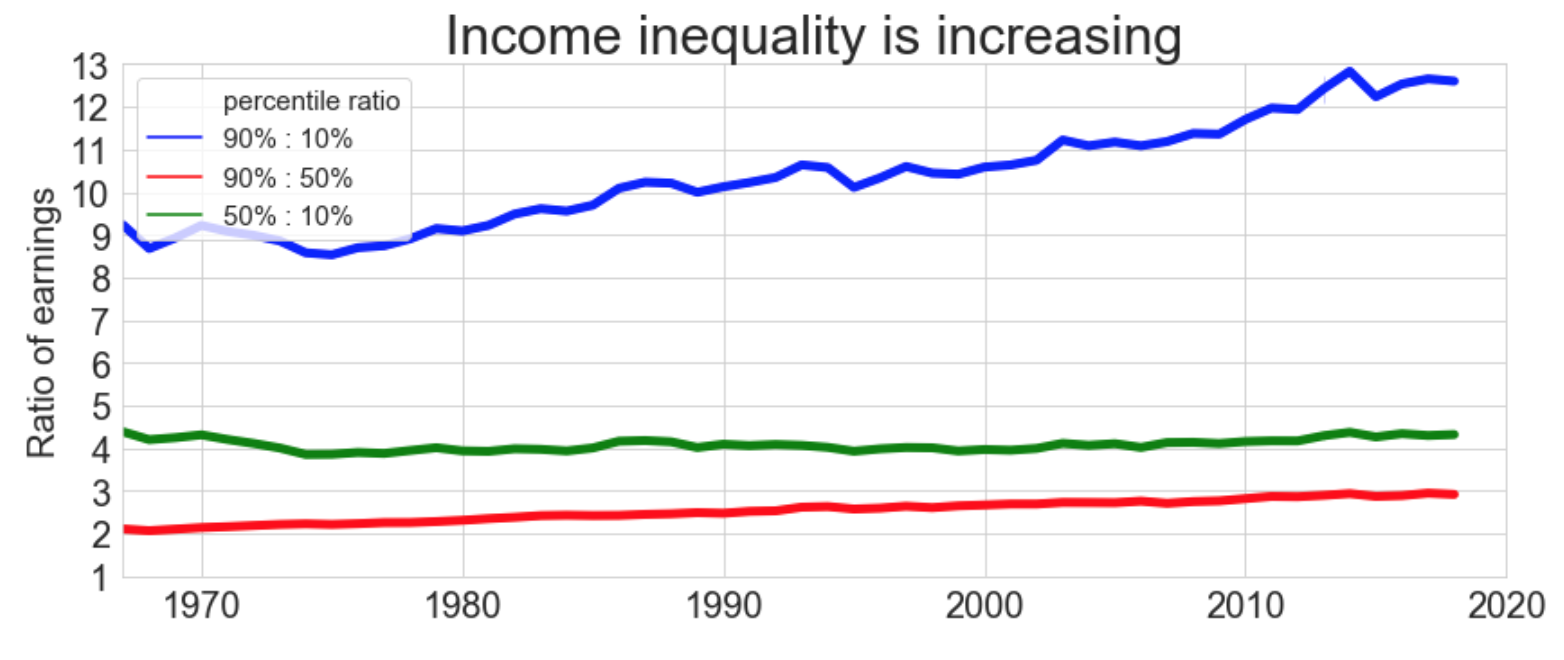 Income inequality is increasing
Ratio of earnings
13
12
11
10
9
8
7
6
5
4
3
2
1
percentile ratio
90% : 10%
90% : 50%
50% : 10%
1970 1980 1990 2000 2010 2020